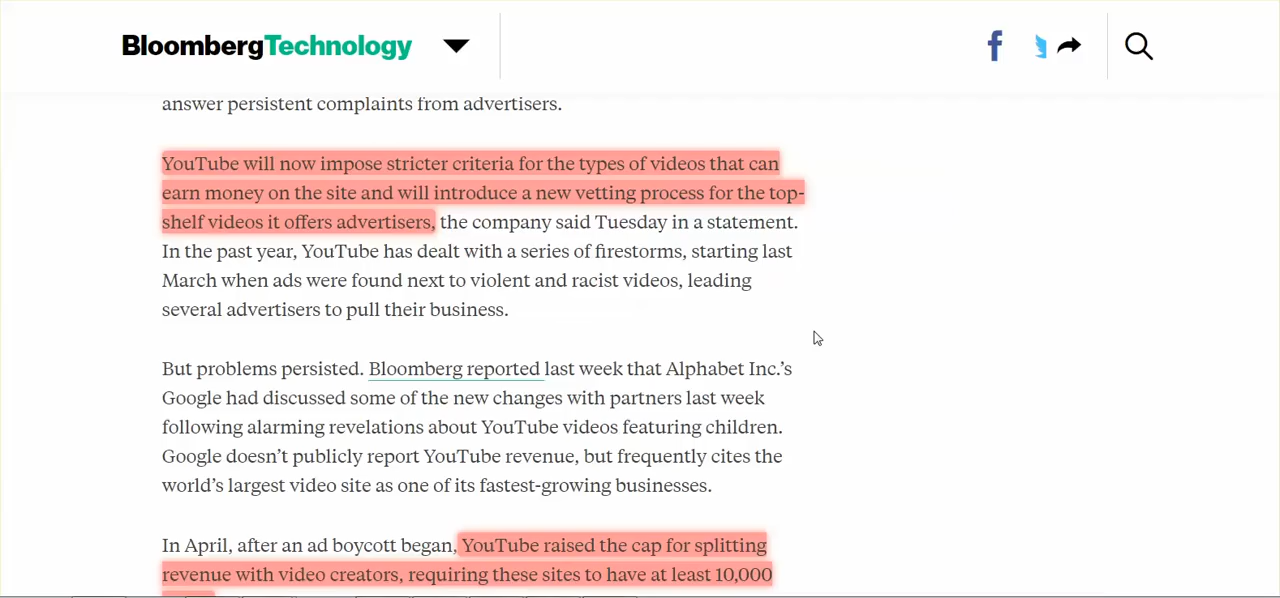 BloombergTechnology
answer persistent complaints from advertisers.
YouTube will now impose stricter criteria for the types of videos that can
earn money on the site and will introduce a new vetting process for the top-
shelf videos it offers advertisers, the company said Tuesday in a statement.
In the past year, YouTube has dealt with a series of firestorms, starting last
March when ads were found next to violent and racist videos, leading
several advertisers to pull their business.
But problems persisted. Bloomberg reported last week that Alphabet Inc.’s
Google had discussed some of the new changes with partners last week
following alarming revelations about YouTube videos featuring children.
Google doesn’t publicly report YouTube revenue, but frequently cites the
world’s largest video site as one of its fastest-growing businesses.
In April, after an ad boycott began, YouTube raised the cap for splitting
revenue with video creators, requiring these sites to have at least 10,000